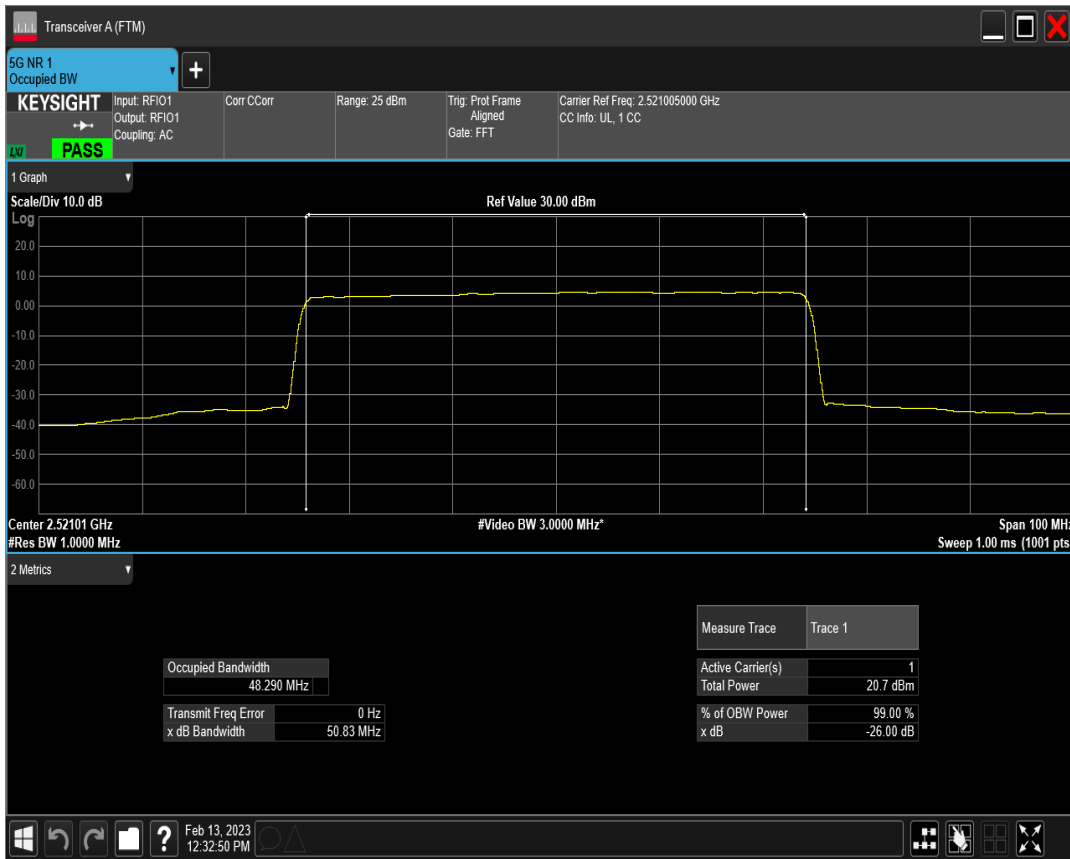 Transceiver A (FTM)
5G NR 1
Occupied BW
+
KEYSIGHT
LXI
PASS
Input: RFIO1
Output: RFIO1
Coupling: AC
Corr CCorr
Range: 25 dBm
Trig: Prot Frame
Aligned
Gate: FFT
Carrier Ref Freq: 2.521005000 GHz
CC Info: UL, 1 CC
1 Graph
Scale/Div 10.0 dB
Ref Value 30.00 dBm
Log
20.0
10.0
0.00
-10.0
-20.0
-30.0
-40.0
-50.0
-60.0
Center 2.52101 GHz
#Video BW 3.0000 MHz*
Span 100 MHz
#Res BW 1.0000 MHz
Sweep 1.00 ms (1001 pts
2 Metrics
Measure Trace Trace 1
Occupied Bandwidth
48.290 MHz
Active Carrier(s) 1
Total Power 20.7 dBm
Transmit Freq Error 0 Hz
x dB Bandwidth 50.83 MHz
% of OBW Power 99.00 %
x dB -26.00 dB
?
Feb 13, 2023
12:32:50 PM